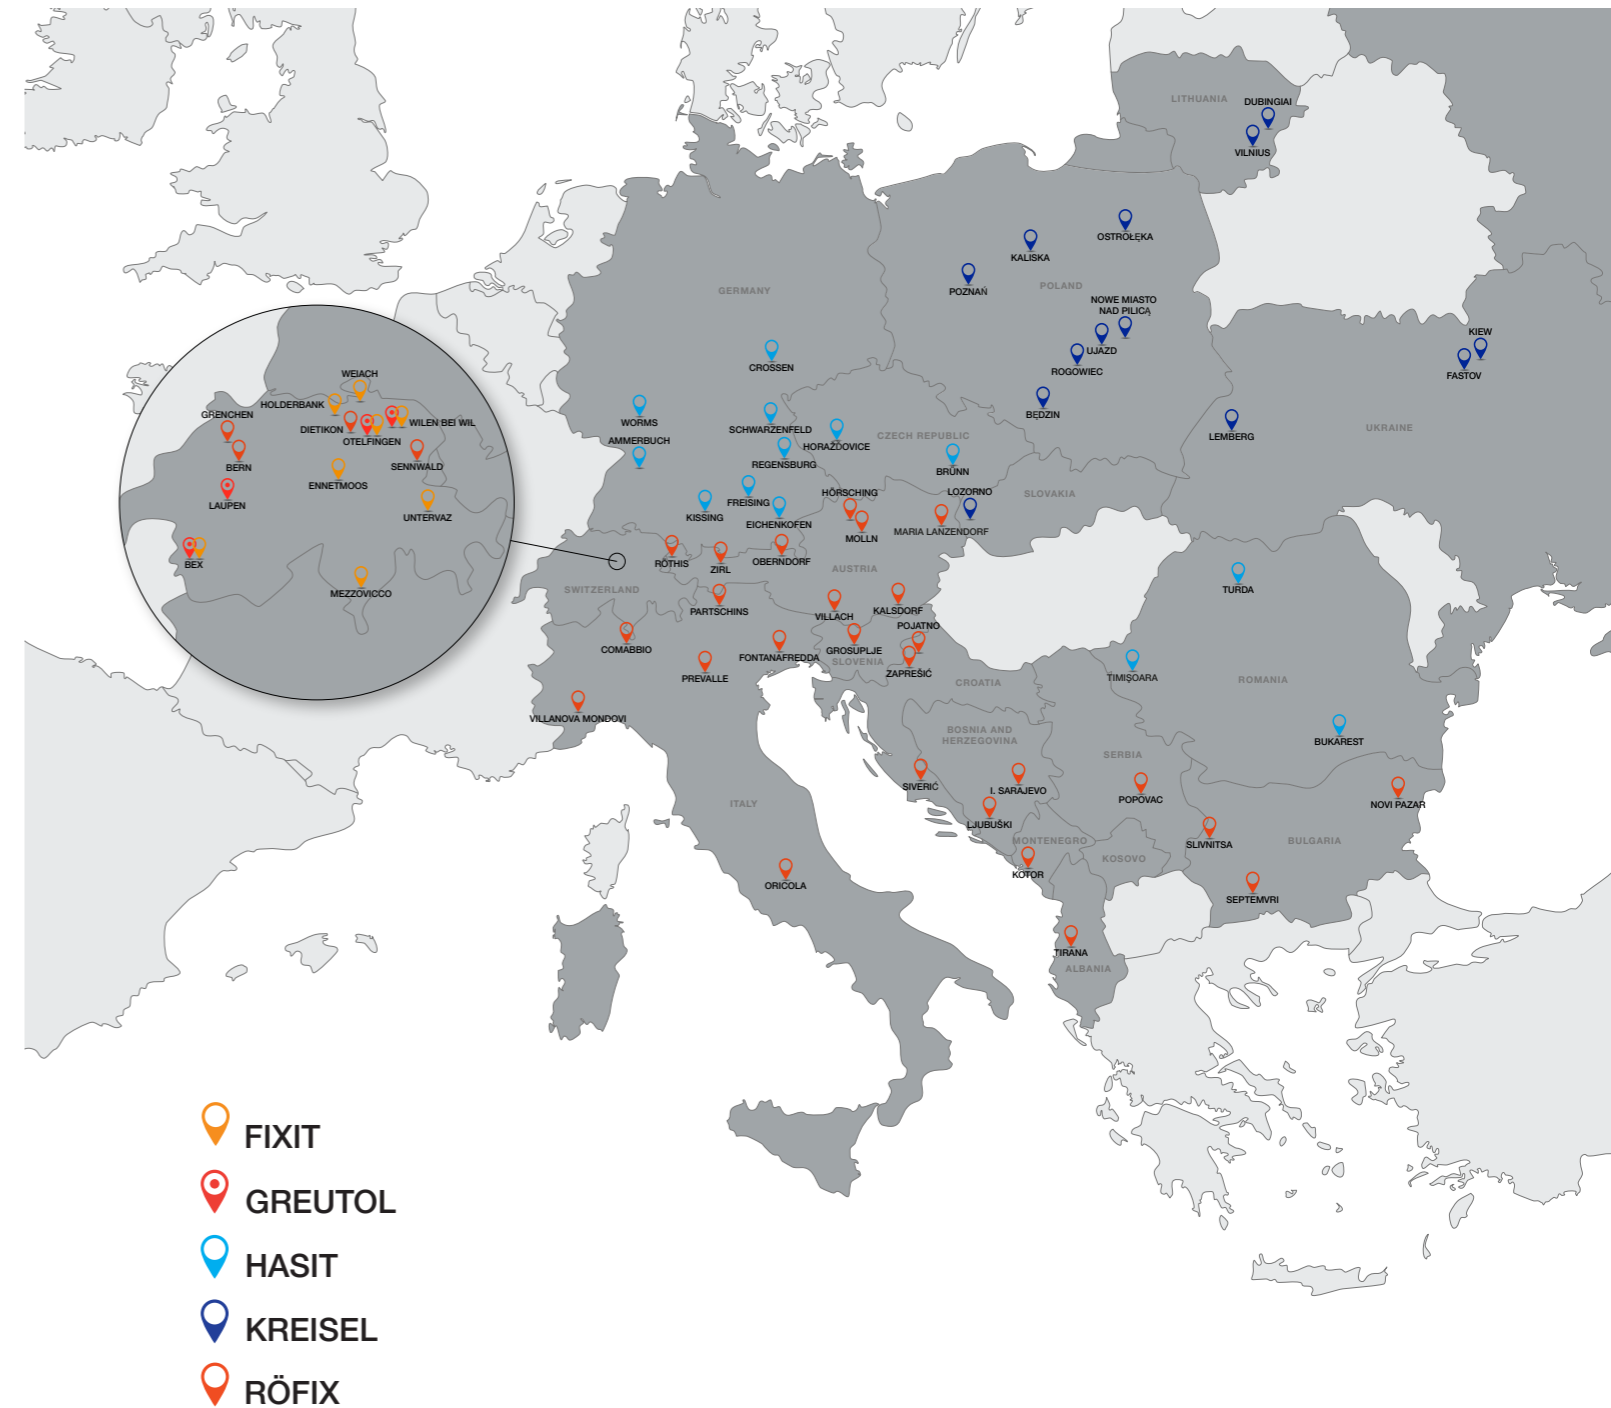 LITHUANIA
DUBINGIAI
VILNIUS
OSTROŁĘKA
KALISKA
POZNAŃ
POLAND
GERMANY
NOWE MIASTO
NAD PILICĄ
UJAZD
ROGOWIEC
KIEW
FASTOV
CROSSEN
BĘDZIN
LEMBERG
UKRAINE
WORMS
SCHWARZENFELD
HORAŽĎOVICE
CZECH REPUBLIC
AMMERBUCH
REGENSBURG
BRÜNN
WEIACH
HOLDERBANK
GRENCHEN
DIETIKON
WILEN BEI WIL
OTELFINGEN
BERN
SENNWALD
ENNETMOOS
LAUPEN
UNTERVAZ
BEX
MEZZOVICCO
KISSING
FREISING
EICHENKOFEN
HÖRSCHING
LOZORNO
SLOVAKIA
MOLLN
MARIA LANZENDORF
RÖTHIS
ZIRL
OBERNDORF
AUSTRIA
SWITZERLAND
PARTSCHINS
VILLACH
KALSDORF
TURDA
POJATNO
COMABBIO
FONTANAFREDDA
GROSUPLJE
SLOVENIA
ZAPREŠIĆ
PREVALLE
CROATIA
TIMIȘOARA
ROMANIA
VILLANOVA MONDOVI
BOSNIA AND
HERZEGOVINA
BUKAREST
SERBIA
SIVERIĆ
I. SARAJEVO
POPOVAC
NOVI PAZAR
ITALY
LJUBUŠKI
MONTENEGRO
SLIVNITSA
BULGARIA
KOSOVO
KOTOR
ORICOLA
SEPTEMVRI
TIRANA
ALBANIA
FIXIT
GREUTOL
HASIT
KREISEL
RÖFIX